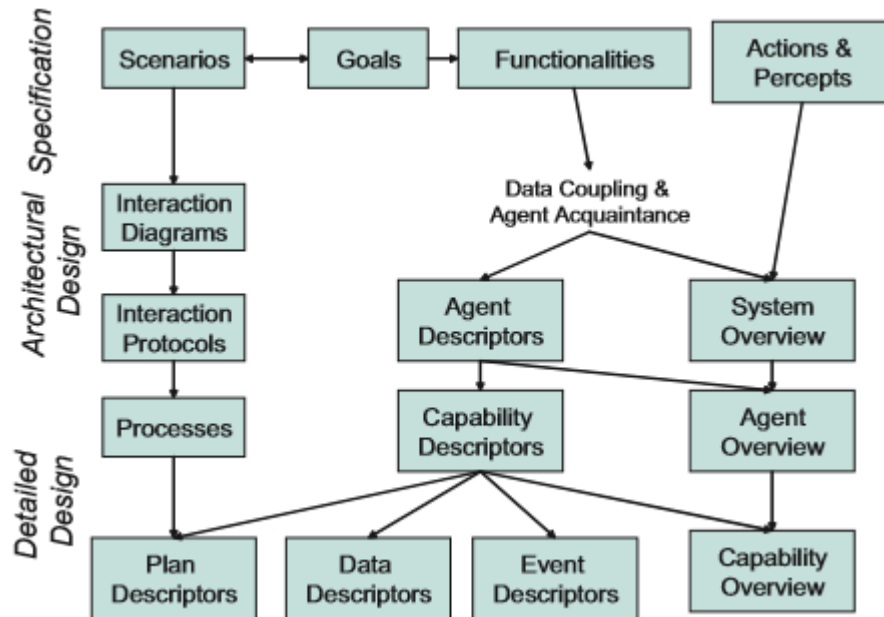 Specification
Scenarios
Goals
Functionalities
Actions &
Percepts
Architectural
Design
Interaction
Diagrams
Data Coupling &
Agent Acquaintance
Interaction
Protocols
Agent
Descriptors
System
Overview
Detailed
Design
Processes
Capability
Descriptors
Agent
Overview
Plan
Descriptors
Data
Descriptors
Event
Descriptors
Capability
Overview